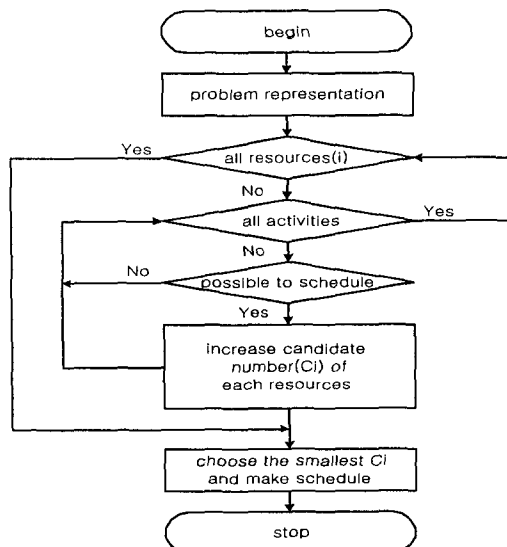 begin
problem representation
Yes
all resources(i)
No
all activities
Yes
No
No
possible to schedule
Yes
increase candidate
number(Ci) of
each resources
choose the smallest Ci
and make schedule
stop